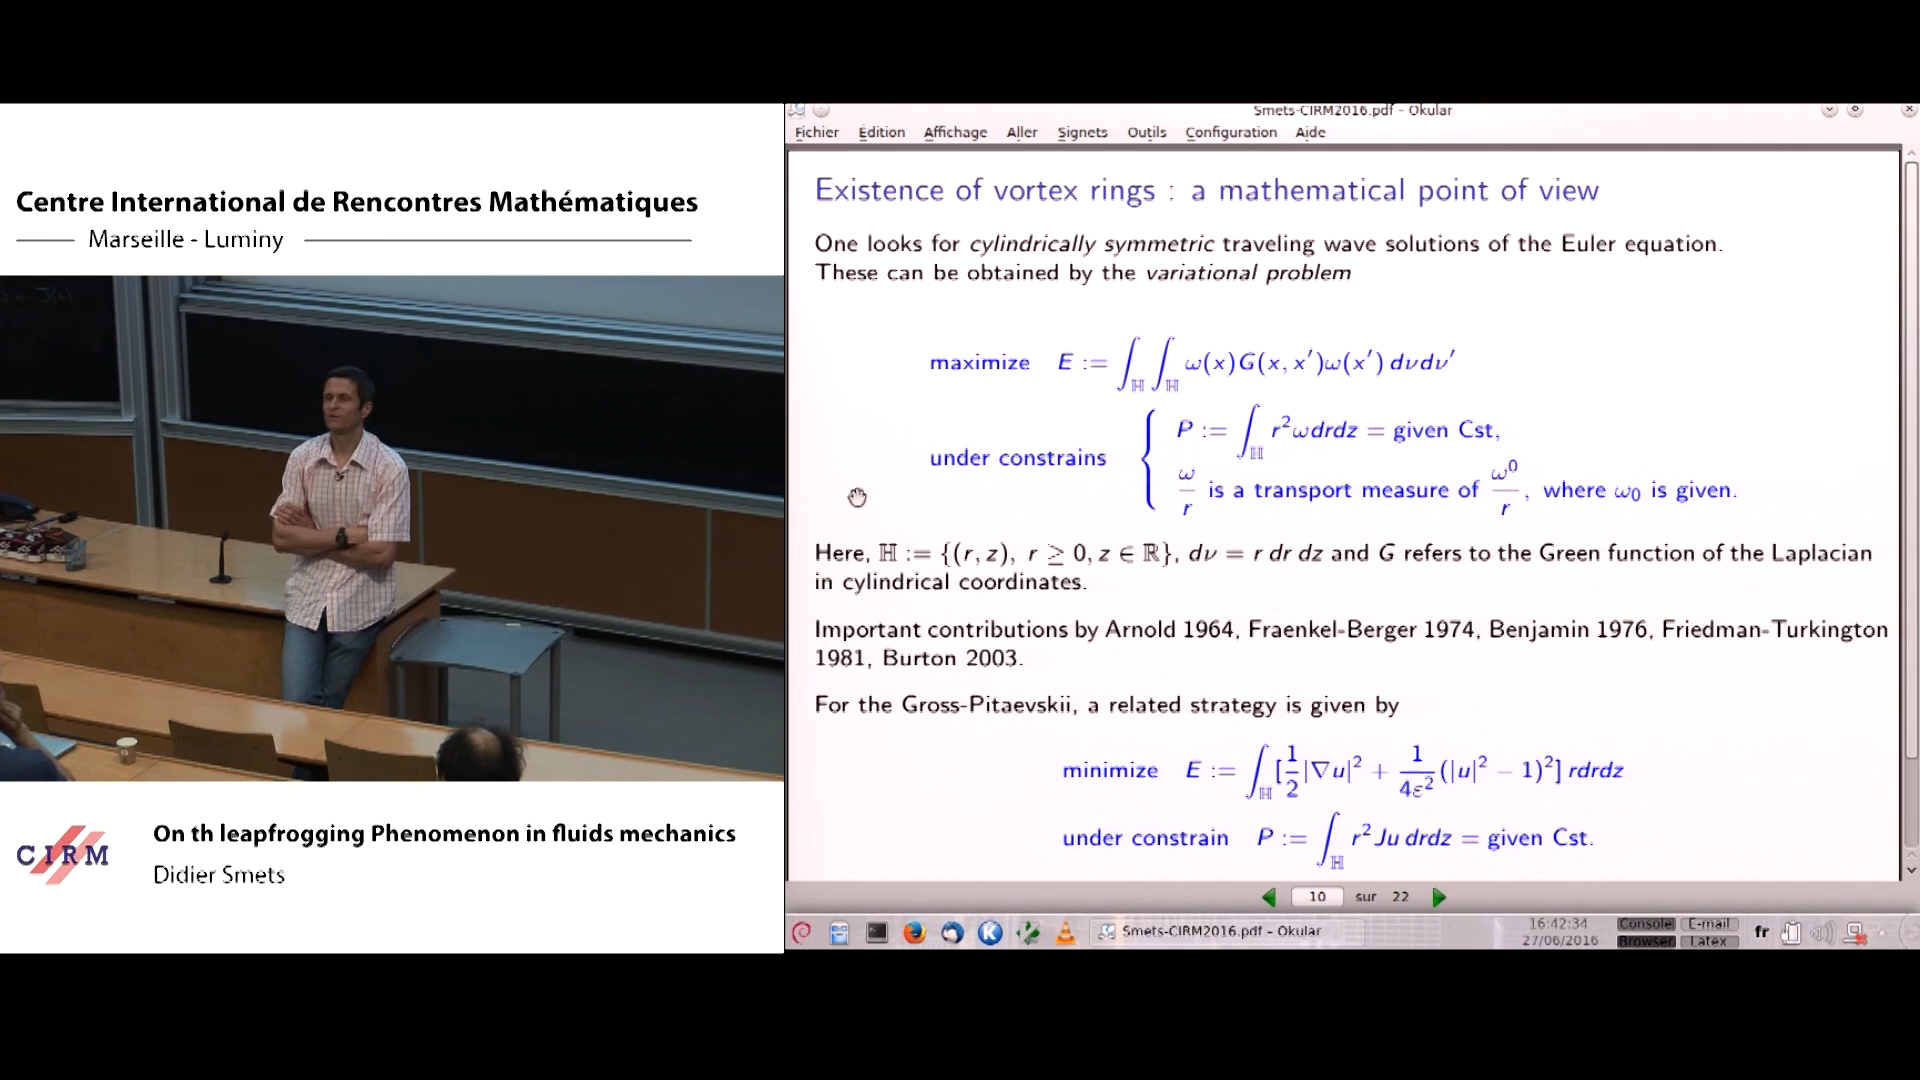 Centre International de Rencontres Mathématiques
Marseille - Luminy
CIRM
On th leapfrogging Phenomenon in fluids mechanics
Didier Smets
Smets-CIRM2016.pdf - Okular
Fichier Édition Affichage Aller Signets Outils Configuration Aide
Existence of vortex rings : a mathematical point of view
One looks for cylindrically symmetric traveling wave solutions of the Euler equation.
These can be obtained by the variational problem
maximize E := ∫_ℍ ∫_ℍ ω(x)G(x, x′)ω(x′) dνdν′
under constrains { P := ∫_ℍ r²ωdrdz = given Cst,
ω/r is a transport measure of ω⁰/r, where ω₀ is given.
Here, ℍ := {(r, z), r ≥ 0, z ∈ ℝ}, dν = r dr dz and G refers to the Green function of the Laplacian
in cylindrical coordinates.
Important contributions by Arnold 1964, Fraenkel-Berger 1974, Benjamin 1976, Friedman-Turkington
1981, Burton 2003.
For the Gross-Pitaevskii, a related strategy is given by
minimize E := ∫_ℍ [1/2|∇u|² + 1/4ε²(|u|² − 1)²] rdrdz
under constrain P := ∫_ℍ r² Ju drdz = given Cst.
10 sur 22
Smets-CIRM2016.pdf - Okular
16:42:34
27/06/2016
Console E-mail
Browser Latex
fr